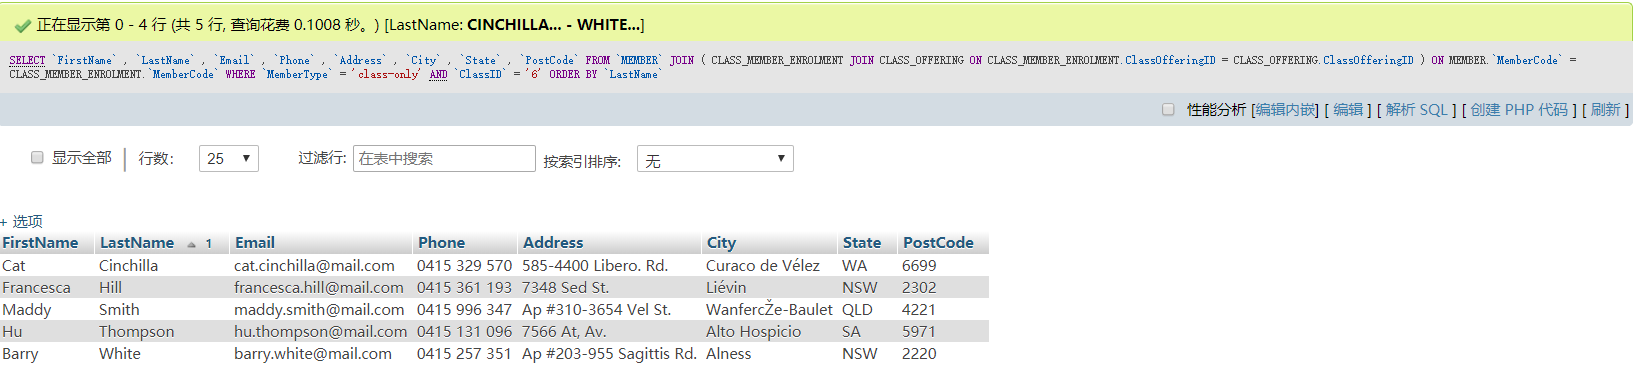 正在显示第 0 - 4 行 (共 5 行, 查询花费 0.1008 秒。) [LastName: CINCHILLA... - WHITE...]
SELECT `FirstName` , `LastName` , `Email` , `Phone` , `Address` , `City` , `State` , `PostCode` FROM `MEMBER` JOIN ( CLASS_MEMBER_ENROLMENT JOIN CLASS_OFFERING ON CLASS_MEMBER_ENROLMENT.ClassOfferingID = CLASS_OFFERING.ClassOfferingID ) ON MEMBER.`MemberCode` =
CLASS_MEMBER_ENROLMENT.`MemberCode` WHERE `MemberType` = 'class-only' AND `ClassID` = '6' ORDER BY `LastName`
性能分析 [编辑内嵌] [ 编辑 ] [ 解析 SQL ] [ 创建 PHP 代码 ] [ 刷新 ]
显示全部 行数: 25 过滤行: 在表中搜索 按索引排序: 无
+ 选项
FirstName LastName 1 Email Phone Address City State PostCode
Cat Cinchilla cat.cinchilla@mail.com 0415 329 570 585-4400 Libero. Rd. Curaco de Vélez WA 6699
Francesca Hill francesca.hill@mail.com 0415 361 193 7348 Sed St. Liévin NSW 2302
Maddy Smith maddy.smith@mail.com 0415 996 347 Ap #310-3654 Vel St. WanfercŽe-Baulet QLD 4221
Hu Thompson hu.thompson@mail.com 0415 131 096 7566 At, Av. Alto Hospicio SA 5971
Barry White barry.white@mail.com 0415 257 351 Ap #203-955 Sagittis Rd. Alness NSW 2220